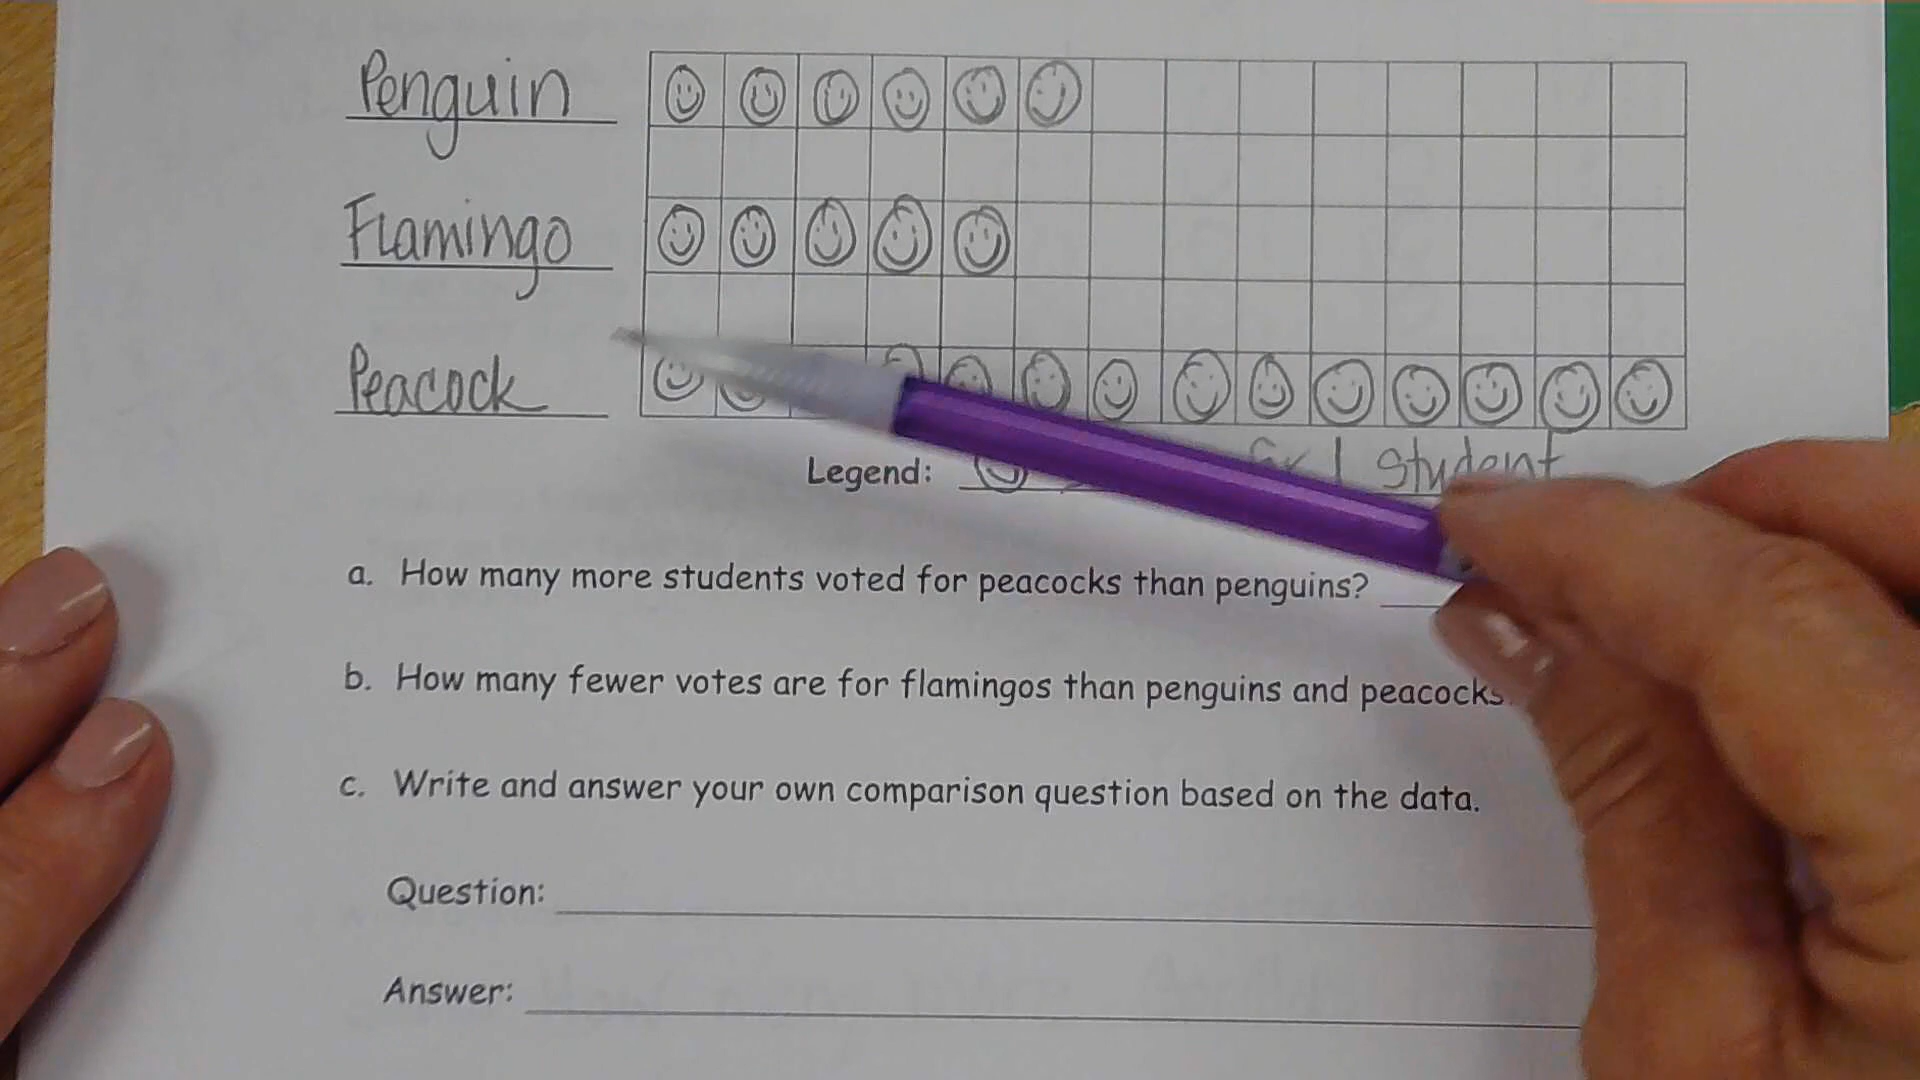 Penguin
Flamingo
Peacock
Legend: 1 student
a. How many more students voted for peacocks than penguins?
b. How many fewer votes are for flamingos than penguins and peacocks
c. Write and answer your own comparison question based on the data.
Question:
Answer: